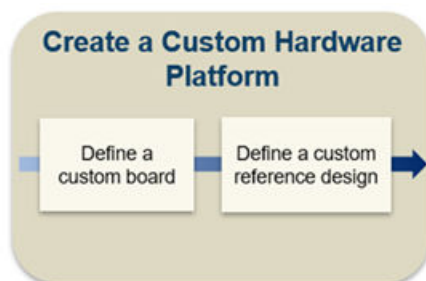 Create a Custom Hardware
Platform
Define a
custom board
Define a custom
reference design